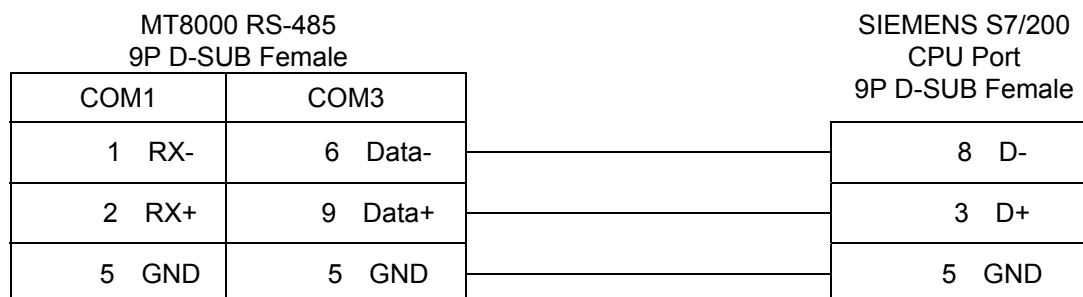 MT8000 RS-485
9P D-SUB Female
SIEMENS S7/200
CPU Port
9P D-SUB Female
COM1 COM3
1 RX- 6 Data- 8 D-
2 RX+ 9 Data+ 3 D+
5 GND 5 GND 5 GND